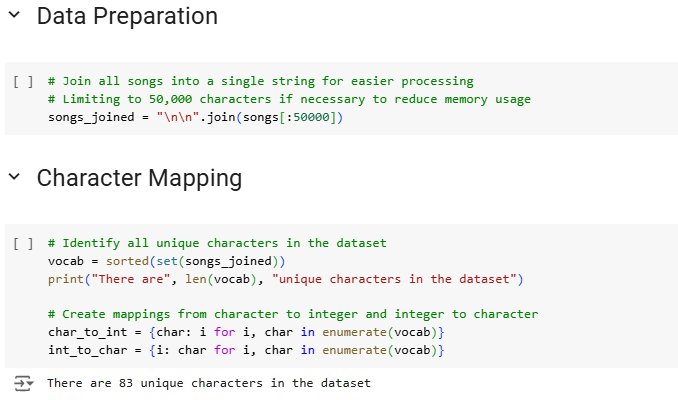 Data Preparation
[ ] # Join all songs into a single string for easier processing
# Limiting to 50,000 characters if necessary to reduce memory usage
songs_joined = "\n\n".join(songs[:50000])
Character Mapping
[ ] # Identify all unique characters in the dataset
vocab = sorted(set(songs_joined))
print("There are", len(vocab), "unique characters in the dataset")
# Create mappings from character to integer and integer to character
char_to_int = {char: i for i, char in enumerate(vocab)}
int_to_char = {i: char for i, char in enumerate(vocab)}
There are 83 unique characters in the dataset